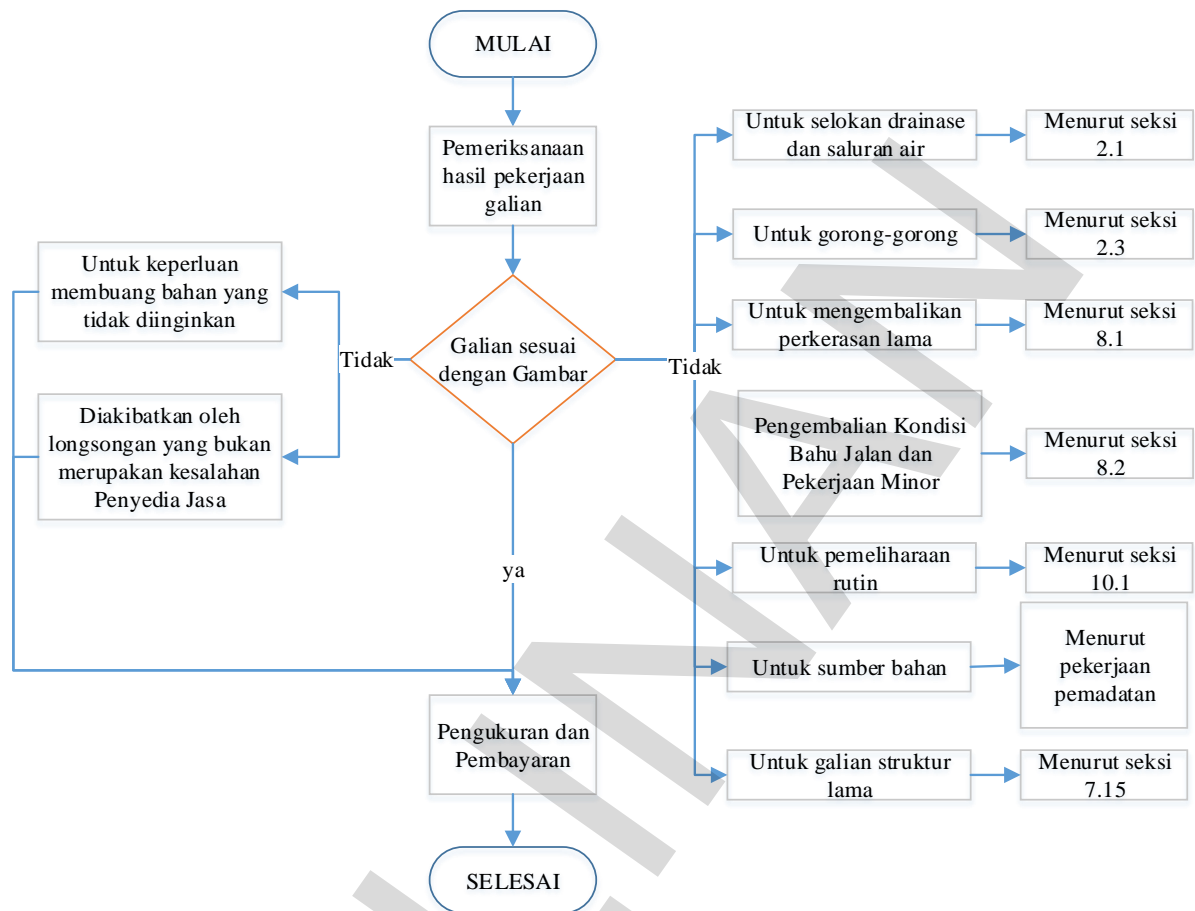 MULAI
Pemeriksanaan
hasil pekerjaan
galian
Galian sesuai
dengan Gambar
Tidak
Untuk keperluan
membuang bahan yang
tidak diinginkan
Diakibatkan oleh
longsongan yang bukan
merupakan kesalahan
Penyedia Jasa
ya
Pengukuran dan
Pembayaran
SELESAI
Tidak
Untuk selokan drainase
dan saluran air
Menurut seksi
2.1
Untuk gorong-gorong
Menurut seksi
2.3
Untuk mengembalikan
perkerasan lama
Menurut seksi
8.1
Pengembalian Kondisi
Bahu Jalan dan
Pekerjaan Minor
Menurut seksi
8.2
Untuk pemeliharaan
rutin
Menurut seksi
10.1
Untuk sumber bahan
Menurut
pekerjaan
pemadatan
Untuk galian struktur
lama
Menurut seksi
7.15